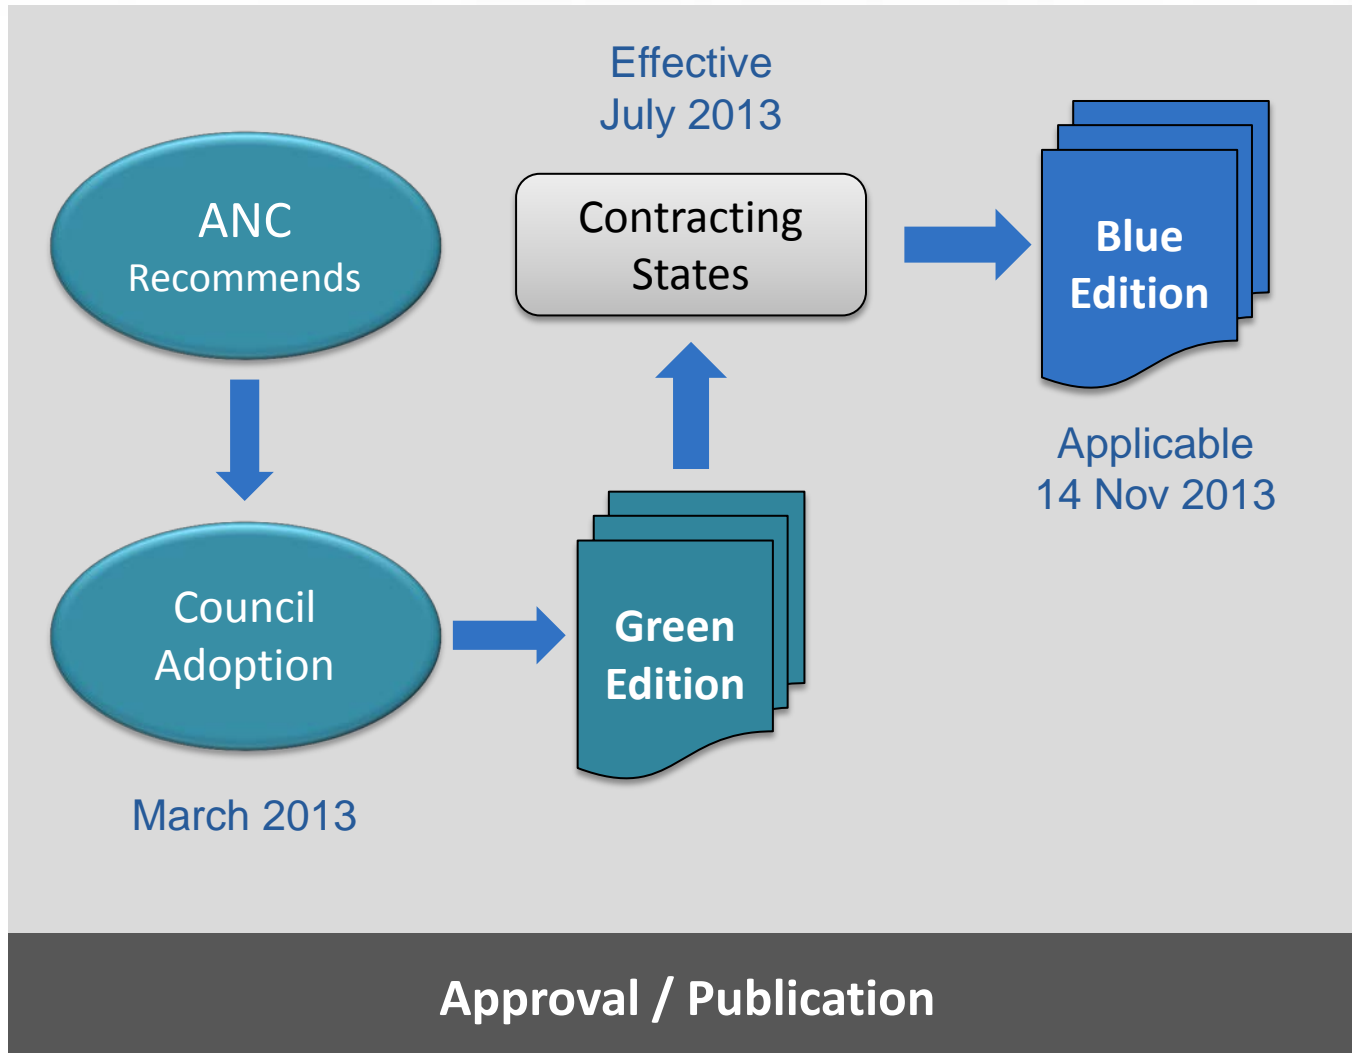 Effective
July 2013
ANC
Recommends
Contracting
States
Blue
Edition
Applicable
14 Nov 2013
Council
Adoption
Green
Edition
March 2013
Approval / Publication